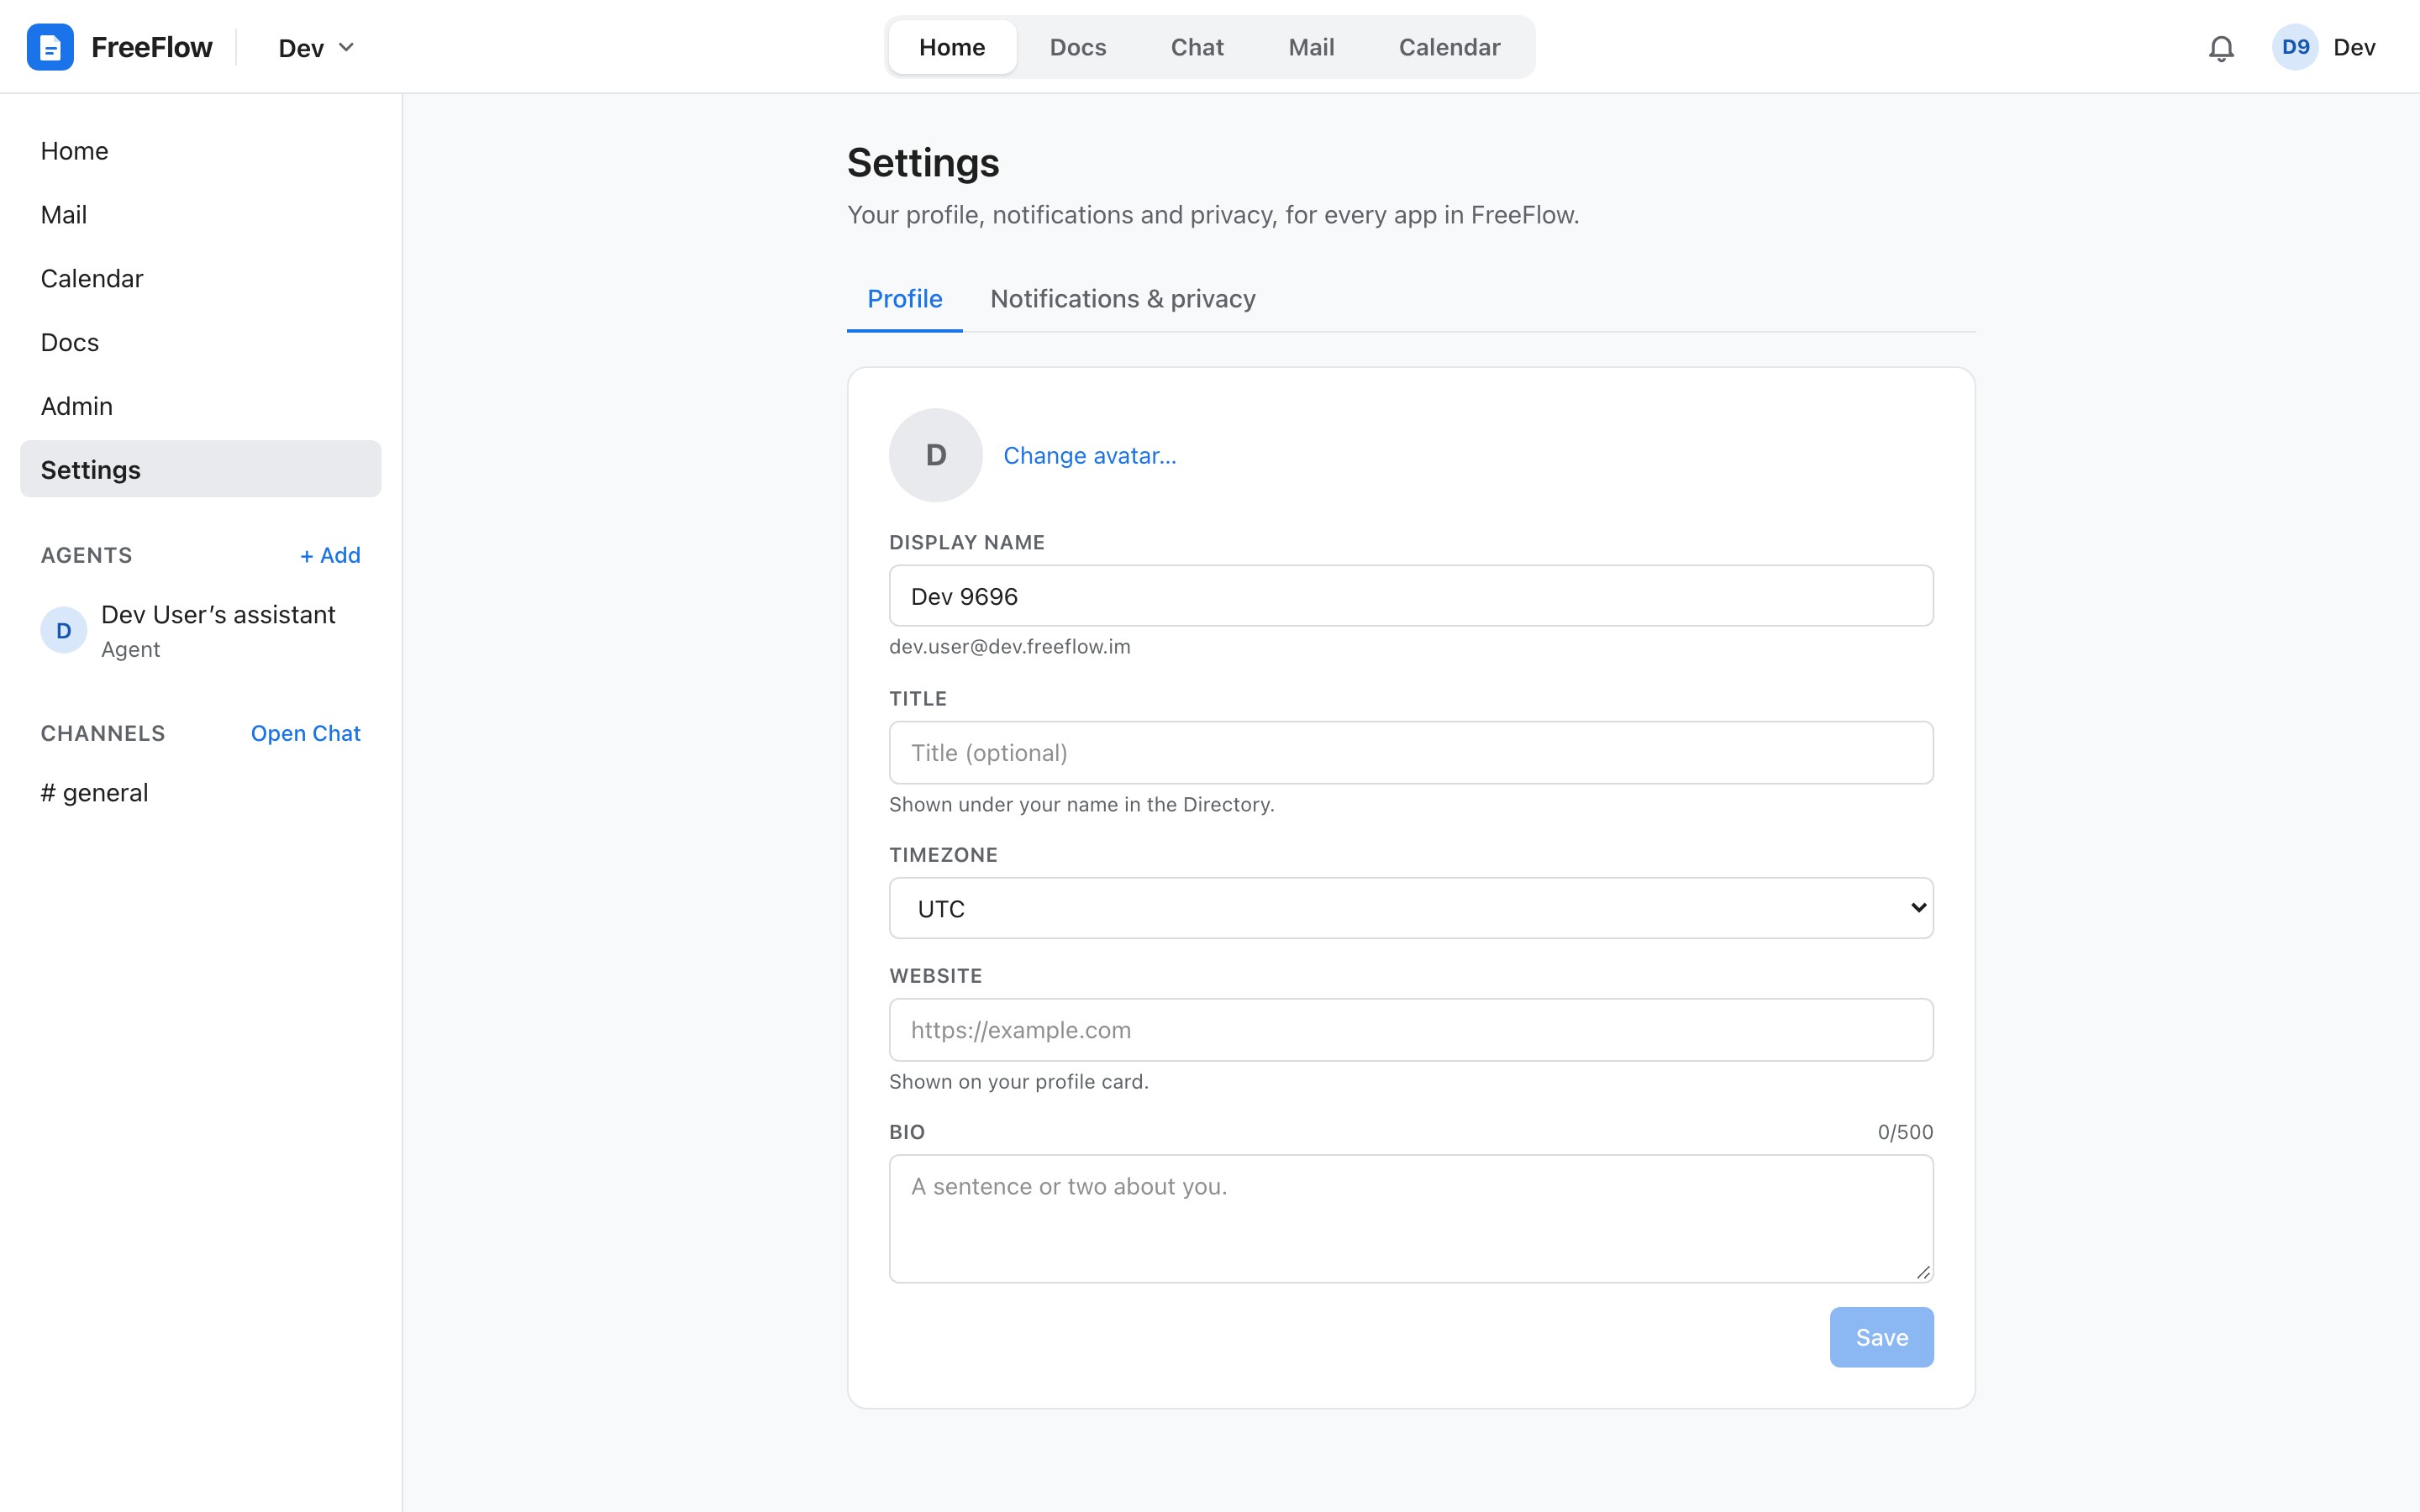 FreeFlow
Dev
Home
Docs
Chat
Mail
Calendar
D9
Dev
Home
Mail
Calendar
Docs
Admin
Settings
AGENTS
+ Add
D
Dev User’s assistant
Agent
CHANNELS
Open Chat
# general
Settings
Your profile, notifications and privacy, for every app in FreeFlow.
Profile
Notifications & privacy
D
Change avatar...
DISPLAY NAME
Dev 9696
dev.user@dev.freeflow.im
TITLE
Title (optional)
Shown under your name in the Directory.
TIMEZONE
UTC
WEBSITE
https://example.com
Shown on your profile card.
BIO
0/500
A sentence or two about you.
Save